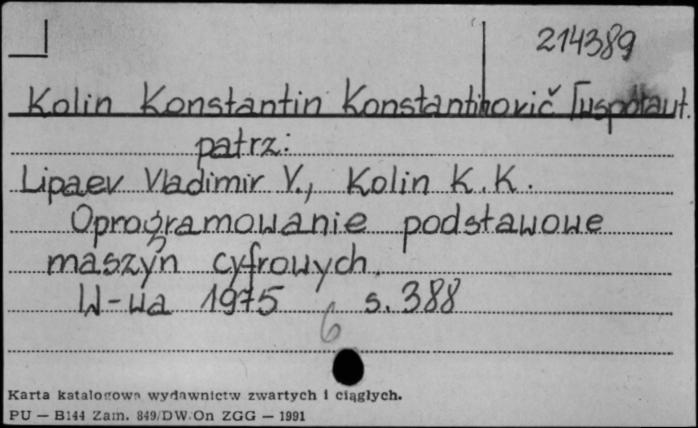 214389
Kolin Konstantin Konstantinovič [uspółaut.
patrz:
Lipaev Vladimir V., Kolin K.K.
Oprogramowanie podstawowe
maszyn cyfrowych.
W-wa 1975 s. 388
6
Karta katalogowa wydawnictw zwartych i ciągłych.
PU — B144 Zam. 849/DW/On ZGG — 1991